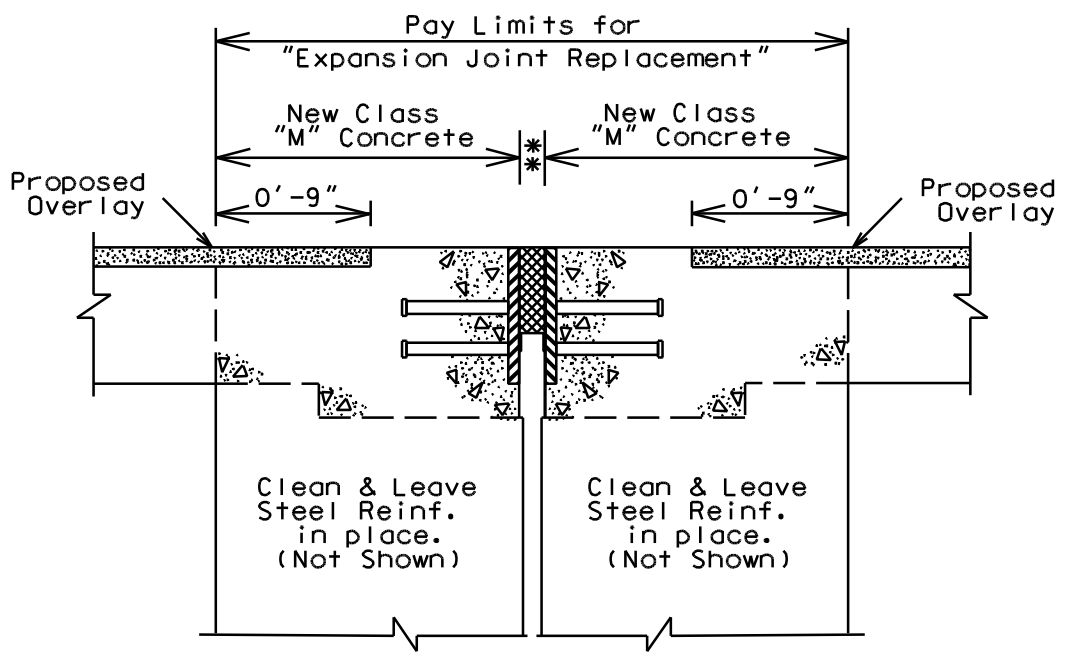 Pay Limits for
"Expansion Joint Replacement"
New Class
"M" Concrete
**
New Class
"M" Concrete
Proposed
Overlay
0'-9"
0'-9"
Proposed
Overlay
Clean & Leave
Steel Reinf.
in place.
(Not Shown)
Clean & Leave
Steel Reinf.
in place.
(Not Shown)